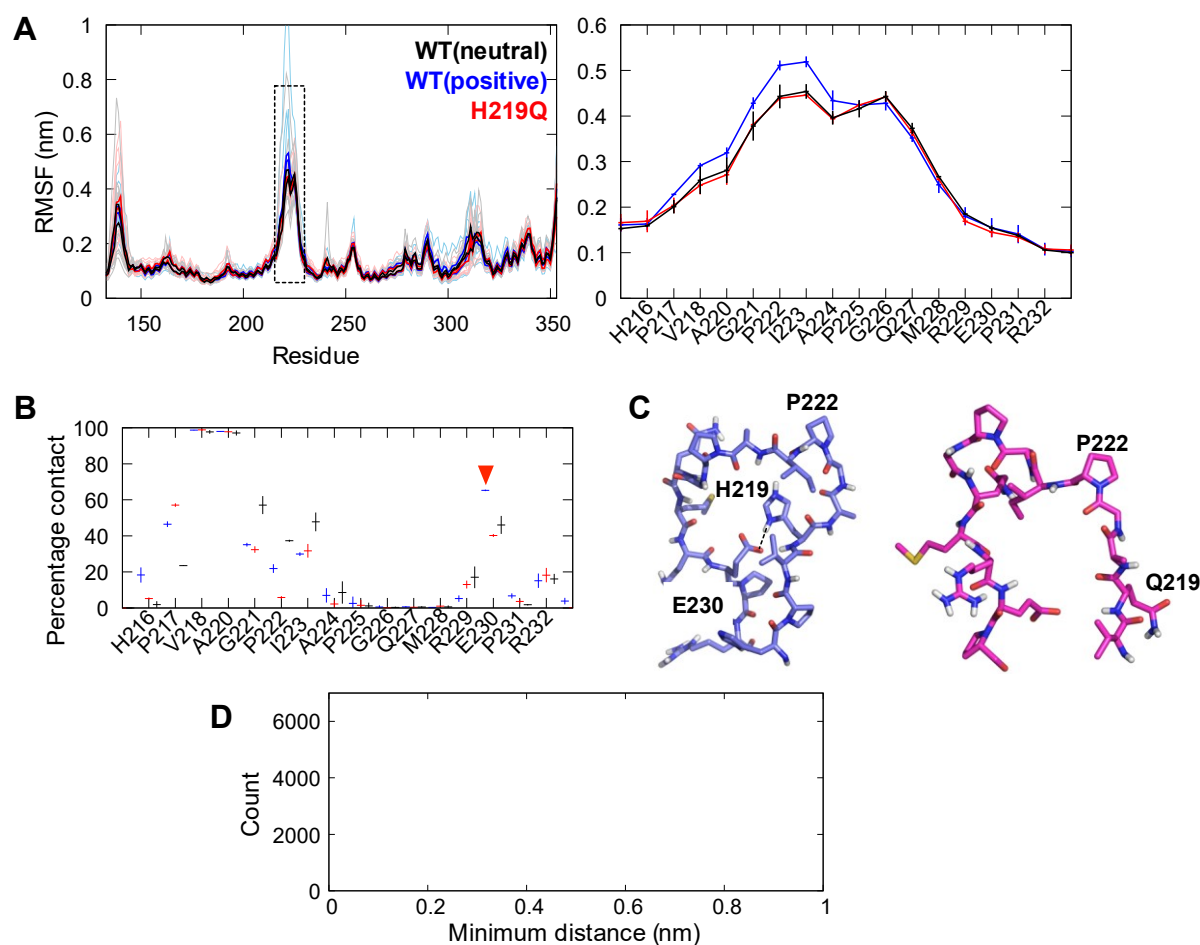 A
RMSF (nm)
1
0.8
0.6
0.4
0.2
0
WT(neutral)
WT(positive)
H219Q
150 200 250 300 350
Residue
0.6
0.5
0.4
0.3
0.2
0.1
0
H216 P217 V218 A220 G221 P222 I223 A224 P225 G226 Q227 M228 R229 E230 P231 R232
B
Percentage contact
100
80
60
40
20
0
H216 P217 V218 A220 G221 P222 I223 A224 P225 G226 Q227 M228 R229 E230 P231 R232
C
P222
H219
E230
P222
Q219
D
Count
6000
4000
2000
0
0 0.2 0.4 0.6 0.8 1
Minimum distance (nm)